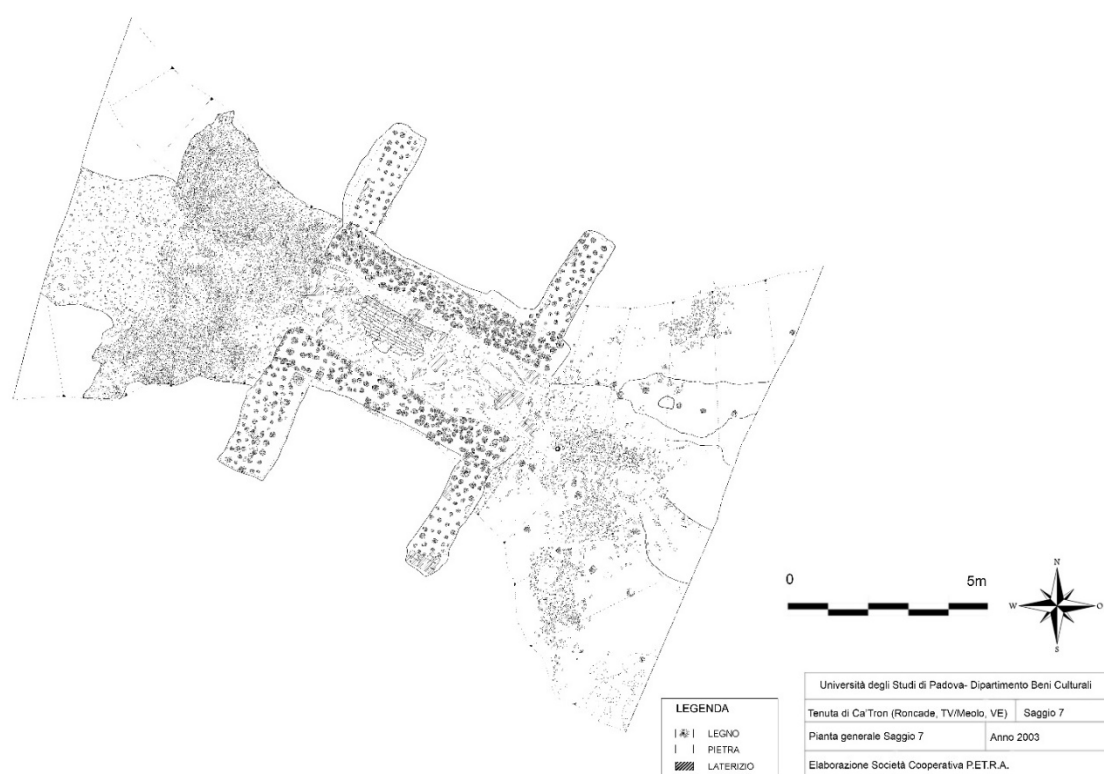 0 5m
N
W O
S
LEGENDA
LEGNO
PIETRA
LATERIZIO
Università degli Studi di Padova- Dipartimento Beni Culturali
Tenuta di Ca'Tron (Roncade, TV/Meolo, VE) Saggio 7
Pianta generale Saggio 7 Anno 2003
Elaborazione Società Cooperativa P.ET.R.A.